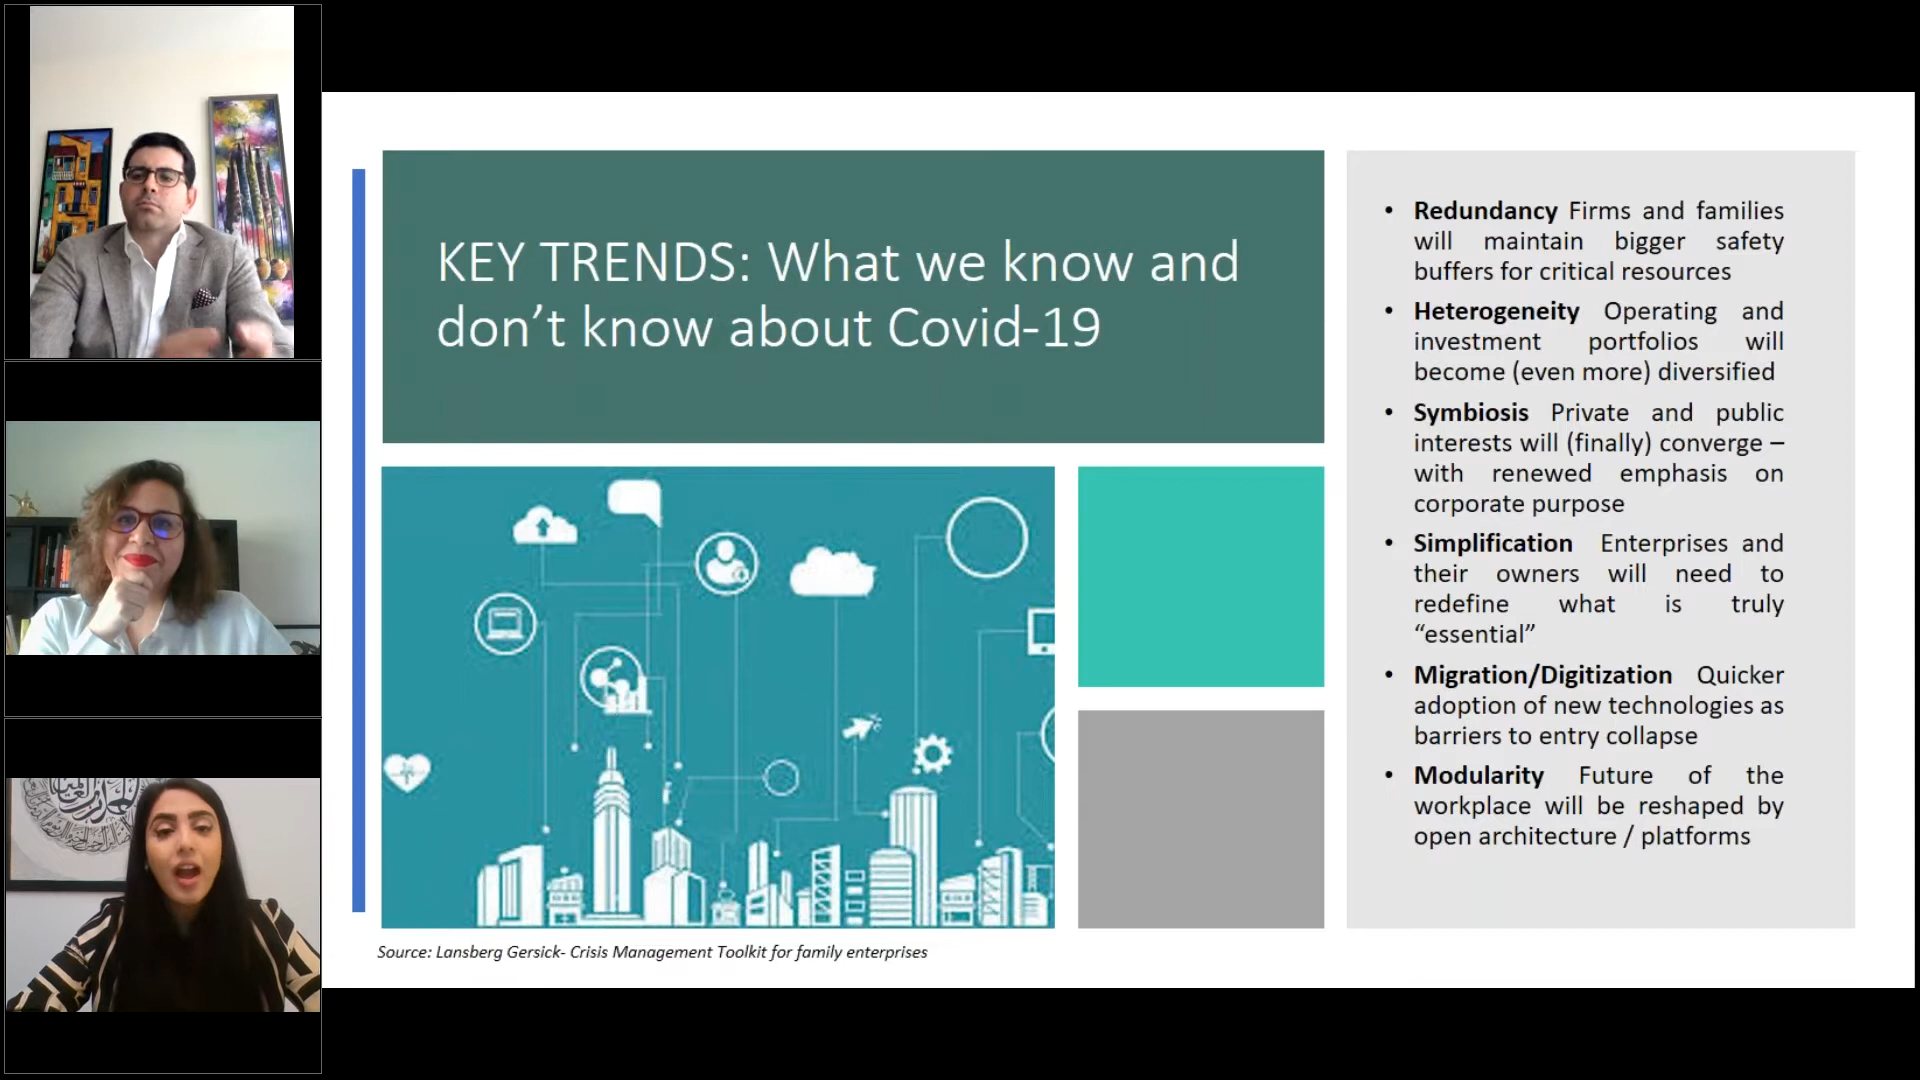 KEY TRENDS: What we know and
don’t know about Covid-19
• Redundancy Firms and families
will maintain bigger safety
buffers for critical resources
• Heterogeneity Operating and
investment portfolios will
become (even more) diversified
• Symbiosis Private and public
interests will (finally) converge –
with renewed emphasis on
corporate purpose
• Simplification Enterprises and
their owners will need to
redefine what is truly
“essential”
• Migration/Digitization Quicker
adoption of new technologies as
barriers to entry collapse
• Modularity Future of the
workplace will be reshaped by
open architecture / platforms
Source: Lansberg Gersick- Crisis Management Toolkit for family enterprises